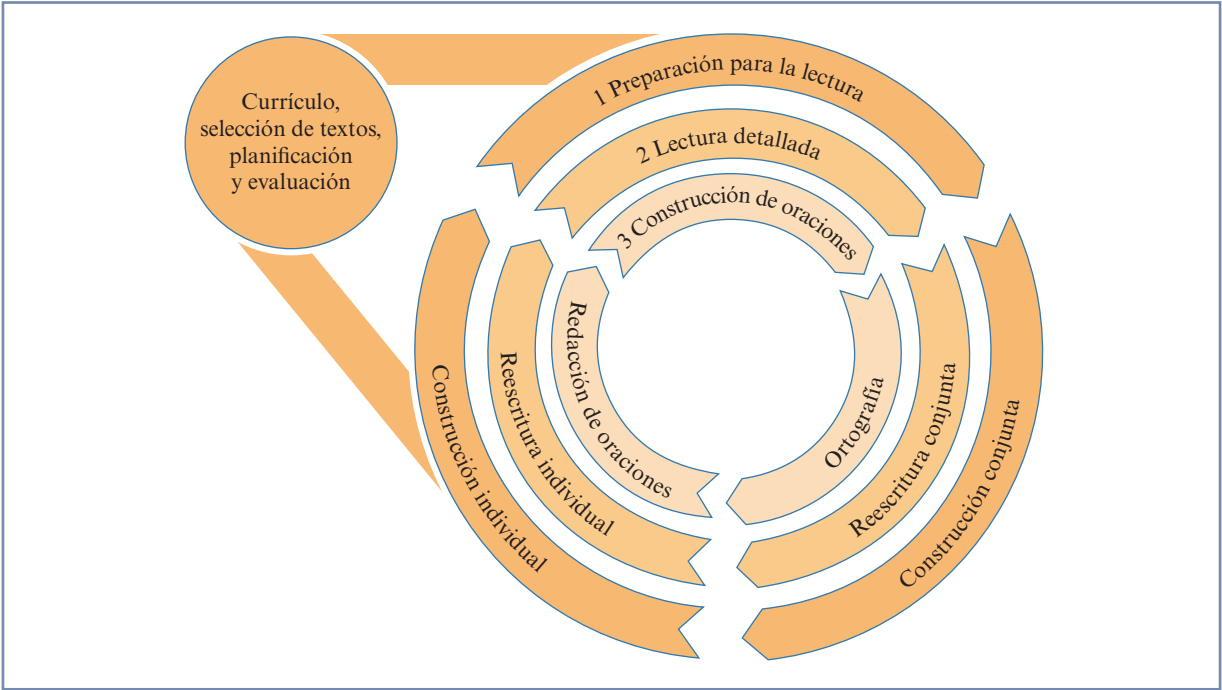 Currículo,
selección de textos,
planificación
y evaluación
1 Preparación para la lectura
2 Lectura detallada
3 Construcción de oraciones
Construcción conjunta
Reescritura conjunta
Ortografía
Construcción individual
Reescritura individual
Redacción de oraciones